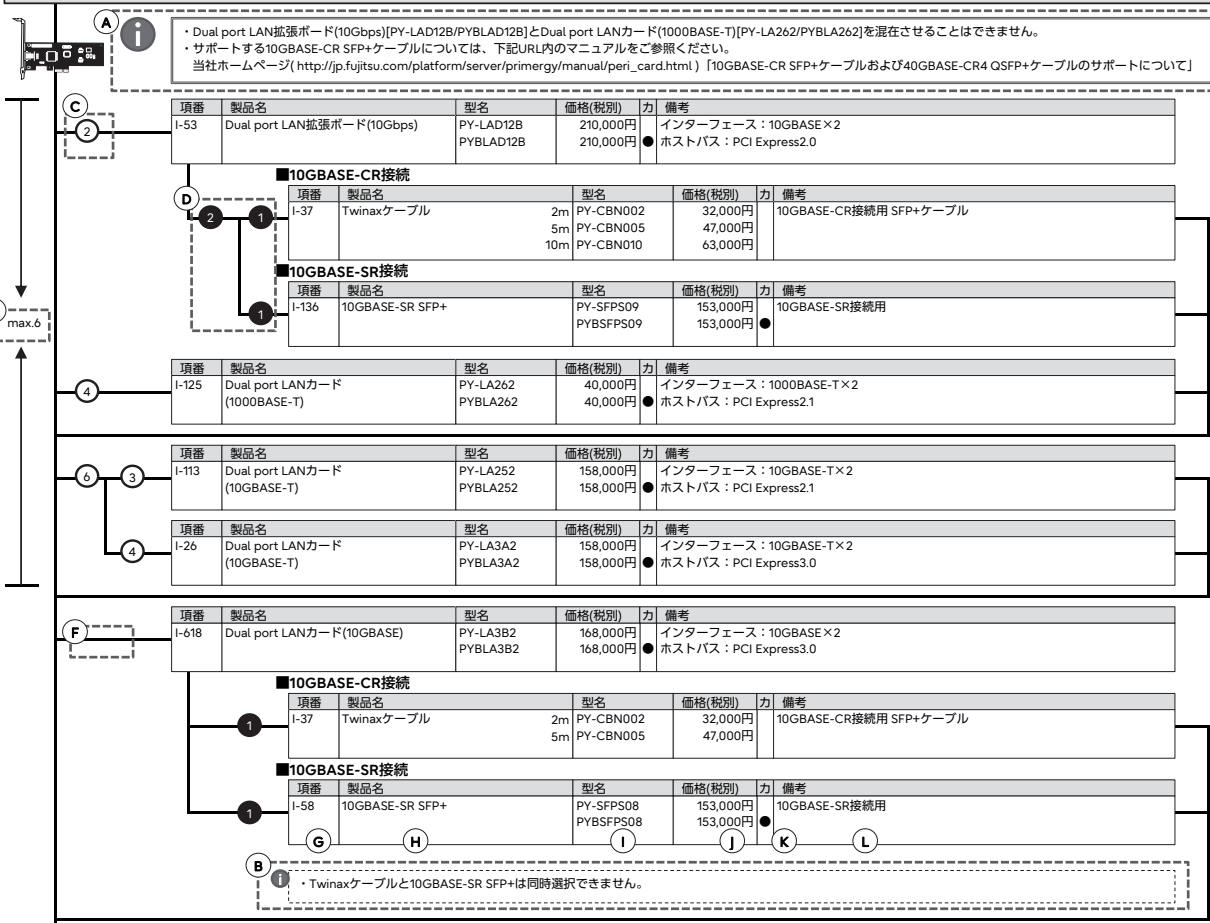 A
i
・Dual port LAN拡張ボード(10Gbps)[PY-LAD12B/PYBLAD12B]とDual port LANカード(1000BASE-T)[PY-LA262/PYBLA262]を混在させることはできません。
・サポートする10GBASE-CR SFP+ケーブルについては、下記URL内のマニュアルをご参照ください。
当社ホームページ( http://jp.fujitsu.com/platform/server/primergy/manual/peri_card.html )「10GBASE-CR SFP+ケーブルおよび40GBASE-CR4 QSFP+ケーブルのサポートについて」
C
2
項番 製品名 型名 価格(税別) カ 備考
I-53 Dual port LAN拡張ボード(10Gbps) PY-LAD12B 210,000円 インターフェース：10GBASE×2
PYBLAD12B 210,000円 ● ホストバス：PCI Express2.0
■10GBASE-CR接続
D
項番 製品名 型名 価格(税別) カ 備考
2 1 I-37 Twinaxケーブル 2m PY-CBN002 32,000円 10GBASE-CR接続用 SFP+ケーブル
5m PY-CBN005 47,000円
10m PY-CBN010 63,000円
■10GBASE-SR接続
項番 製品名 型名 価格(税別) カ 備考
1 I-136 10GBASE-SR SFP+ PY-SFPS09 153,000円 10GBASE-SR接続用
PYBSFPS09 153,000円 ●
max.6
項番 製品名 型名 価格(税別) カ 備考
4 I-125 Dual port LANカード PY-LA262 40,000円 インターフェース：1000BASE-T×2
(1000BASE-T) PYBLA262 40,000円 ● ホストバス：PCI Express2.1
項番 製品名 型名 価格(税別) カ 備考
6 3 I-113 Dual port LANカード PY-LA252 158,000円 インターフェース：10GBASE-T×2
(10GBASE-T) PYBLA252 158,000円 ● ホストバス：PCI Express2.1
項番 製品名 型名 価格(税別) カ 備考
4 I-26 Dual port LANカード PY-LA3A2 158,000円 インターフェース：10GBASE-T×2
(10GBASE-T) PYBLA3A2 158,000円 ● ホストバス：PCI Express3.0
項番 製品名 型名 価格(税別) カ 備考
F I-618 Dual port LANカード(10GBASE) PY-LA3B2 168,000円 インターフェース：10GBASE×2
PYBLA3B2 168,000円 ● ホストバス：PCI Express3.0
■10GBASE-CR接続
項番 製品名 型名 価格(税別) カ 備考
1 I-37 Twinaxケーブル 2m PY-CBN002 32,000円 10GBASE-CR接続用 SFP+ケーブル
5m PY-CBN005 47,000円
■10GBASE-SR接続
項番 製品名 型名 価格(税別) カ 備考
1 I-58 10GBASE-SR SFP+ PY-SFPS08 153,000円 10GBASE-SR接続用
PYBSFPS08 153,000円 ●
G H I J K L
B
i
・Twinaxケーブルと10GBASE-SR SFP+は同時選択できません。